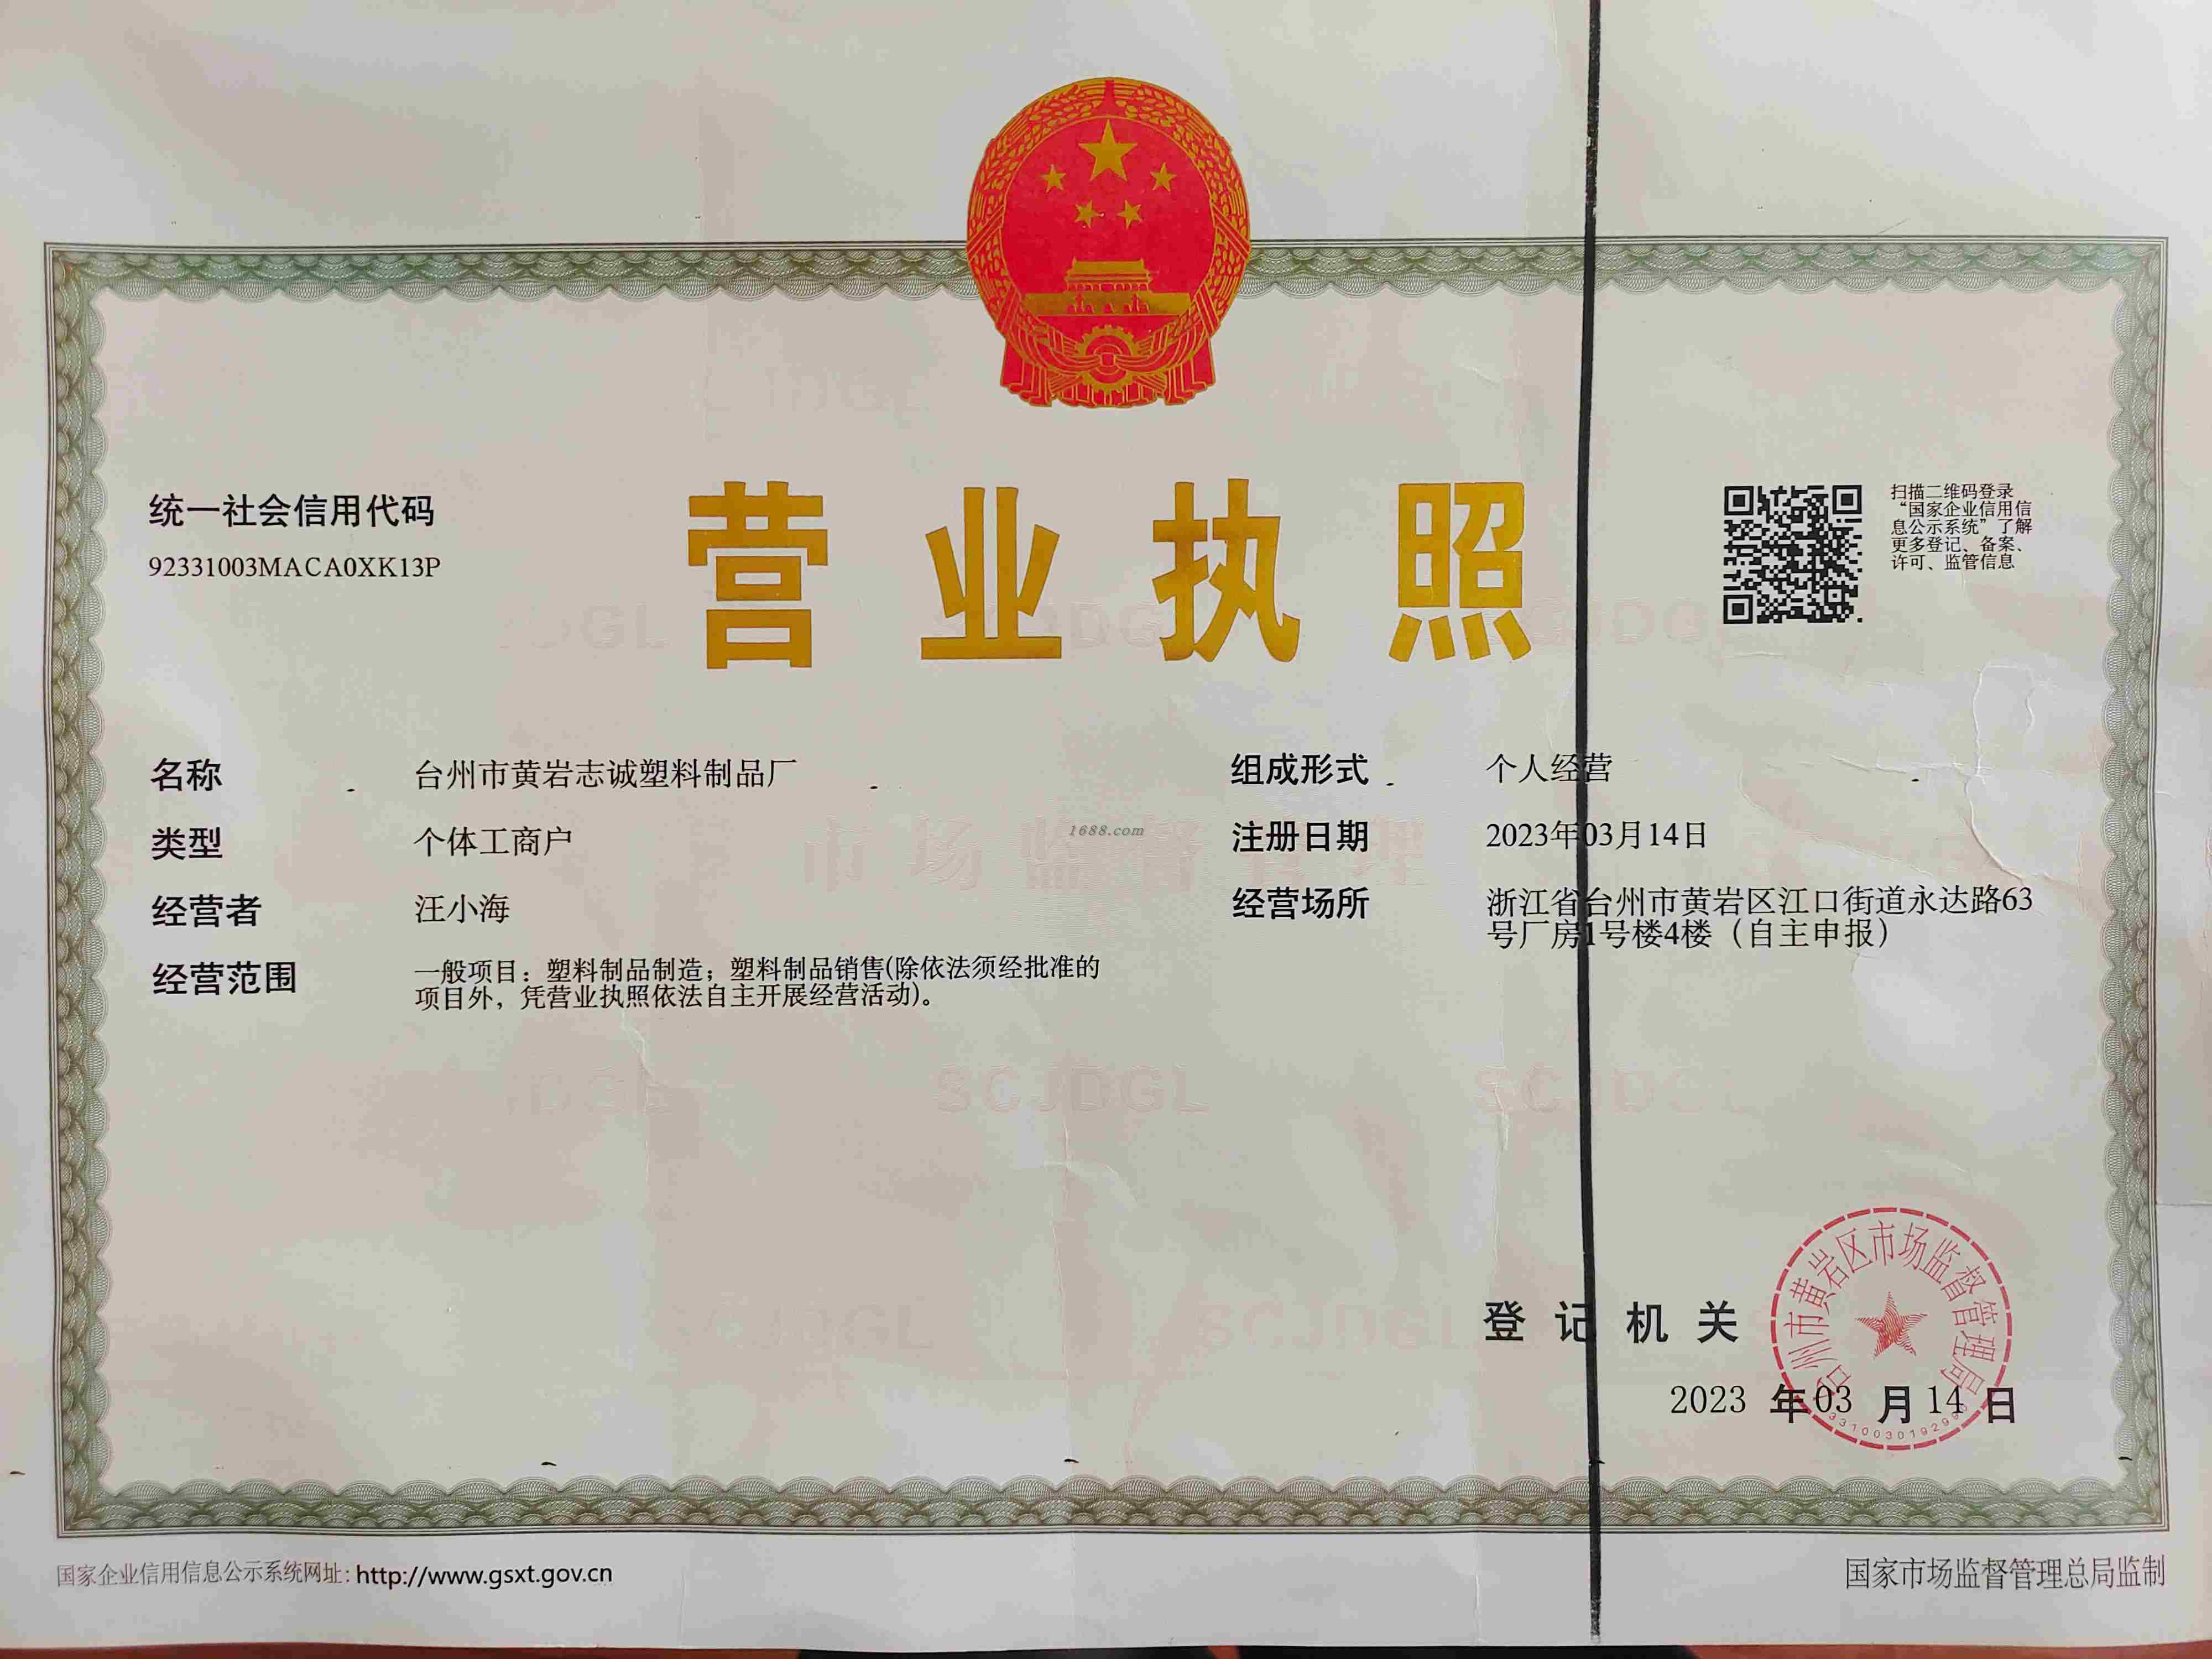 营业执照
统一社会信用代码
92331003MACA0XK13P
扫描二维码登录
“国家企业信用信
息公示系统”了解
更多登记、备案、
许可、监管信息
名称 台州市黄岩志诚塑料制品厂
类型 个体工商户
经营者 汪小海
经营范围 一般项目：塑料制品制造；塑料制品销售(除依法须经批准的
项目外，凭营业执照依法自主开展经营活动)。
组成形式 个人经营
注册日期 2023年03月14日
经营场所 浙江省台州市黄岩区江口街道永达路63
号厂房1号楼4楼（自主申报）
1688.com
市场监督管理
SCJDGL
登记机关
台州市黄岩区市场监督管理局
2023 年 03 月 14 日
国家企业信用信息公示系统网址: http://www.gsxt.gov.cn
国家市场监督管理总局监制